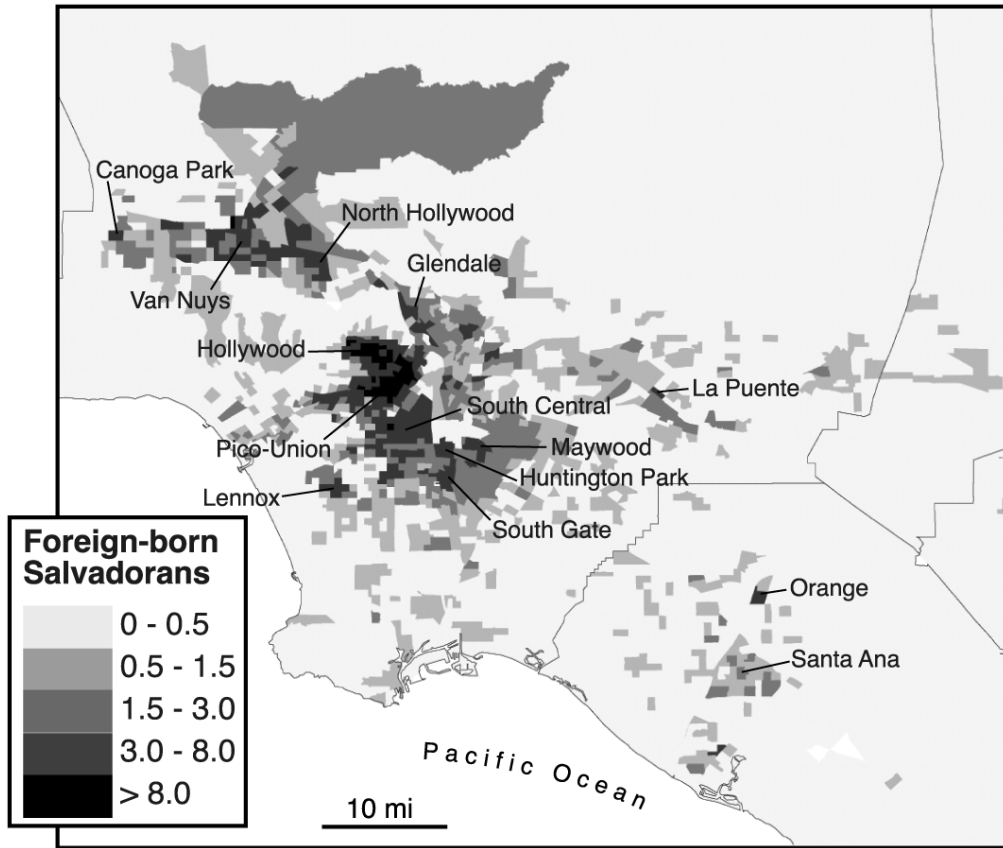 Canoga Park
North Hollywood
Glendale
Van Nuys
Hollywood
La Puente
South Central
Pico-Union
Maywood
Huntington Park
Lennox
South Gate
Foreign-born
Salvadorans
0 - 0.5
0.5 - 1.5
1.5 - 3.0
3.0 - 8.0
> 8.0
Orange
Santa Ana
Pacific Ocean
10 mi